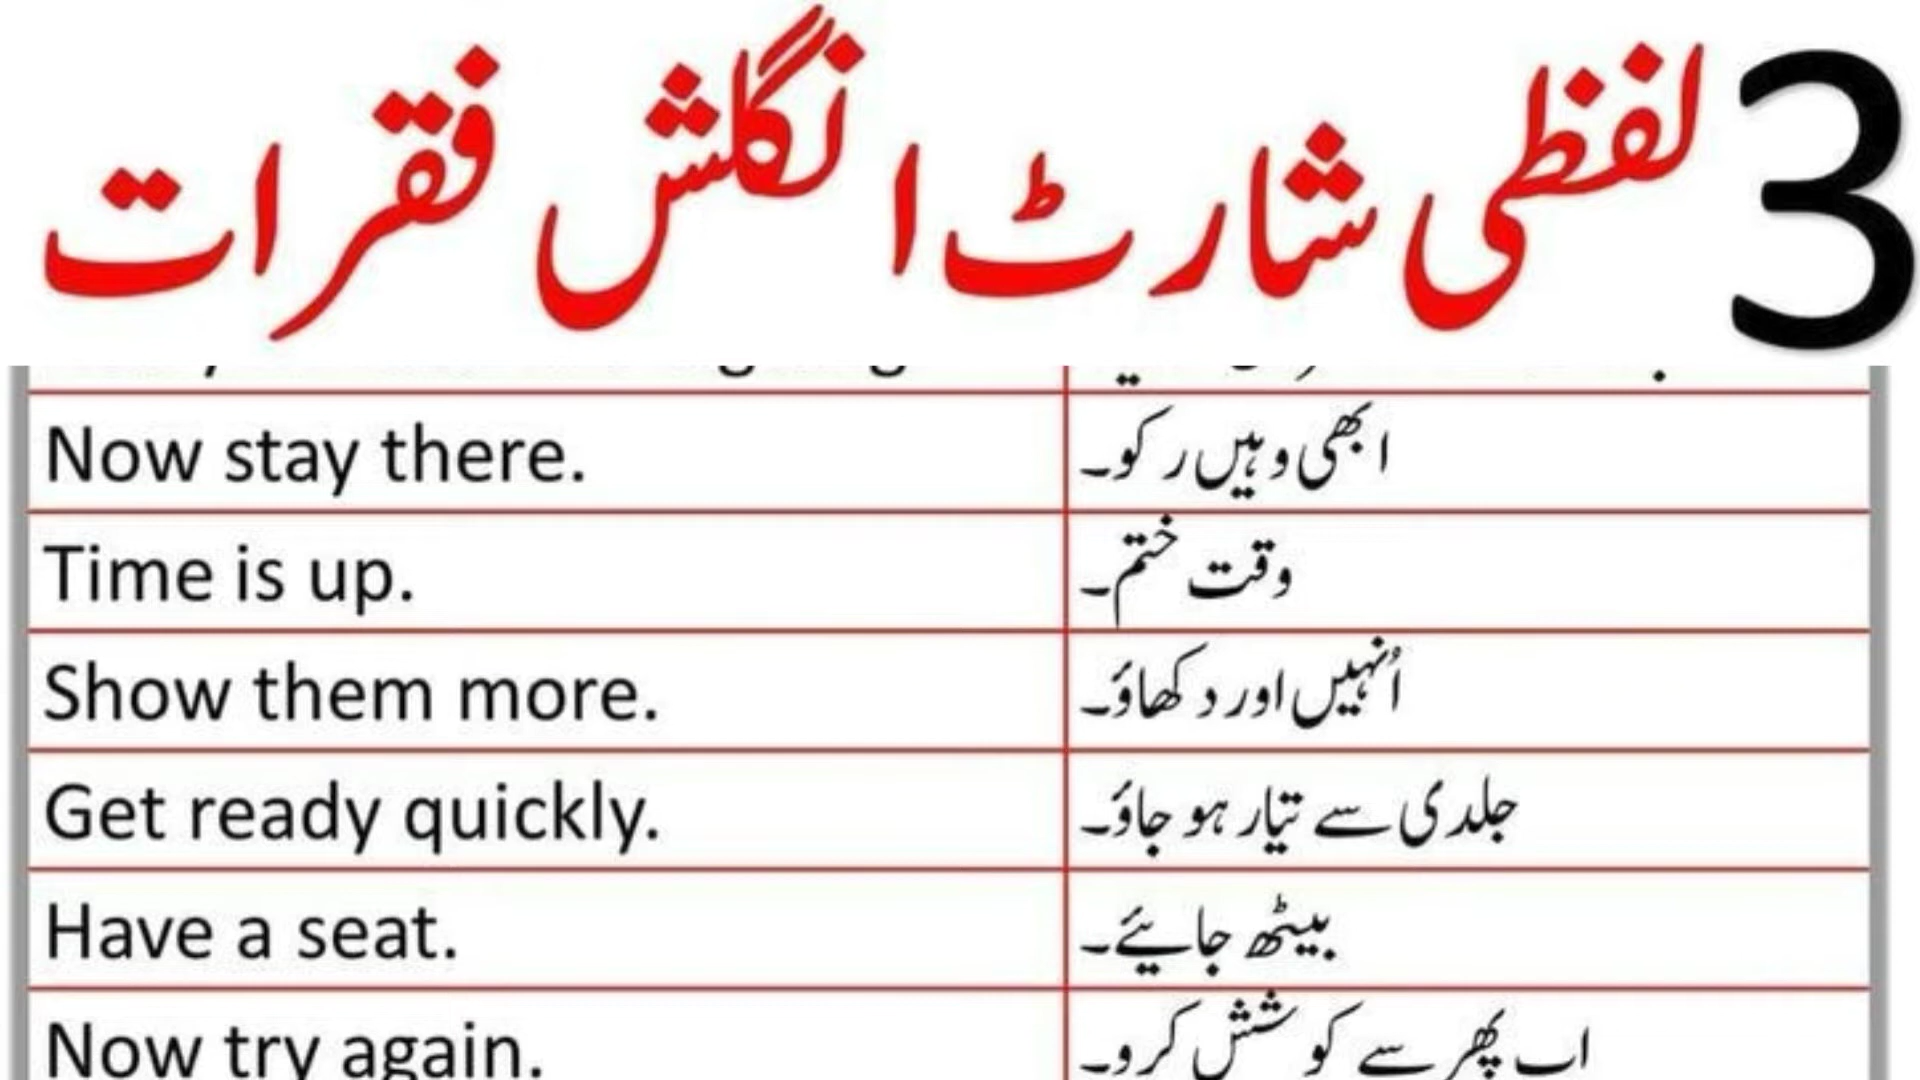 3 لفظی شارٹ انگلش فقرات
Now stay there. ابھی وہیں رکو۔
Time is up. وقت ختم۔
Show them more. اُنہیں اور دکھاؤ۔
Get ready quickly. جلدی سے تیار ہو جاؤ۔
Have a seat. بیٹھ جایئے۔
Now try again. اب پھر سے کوشش کرو۔